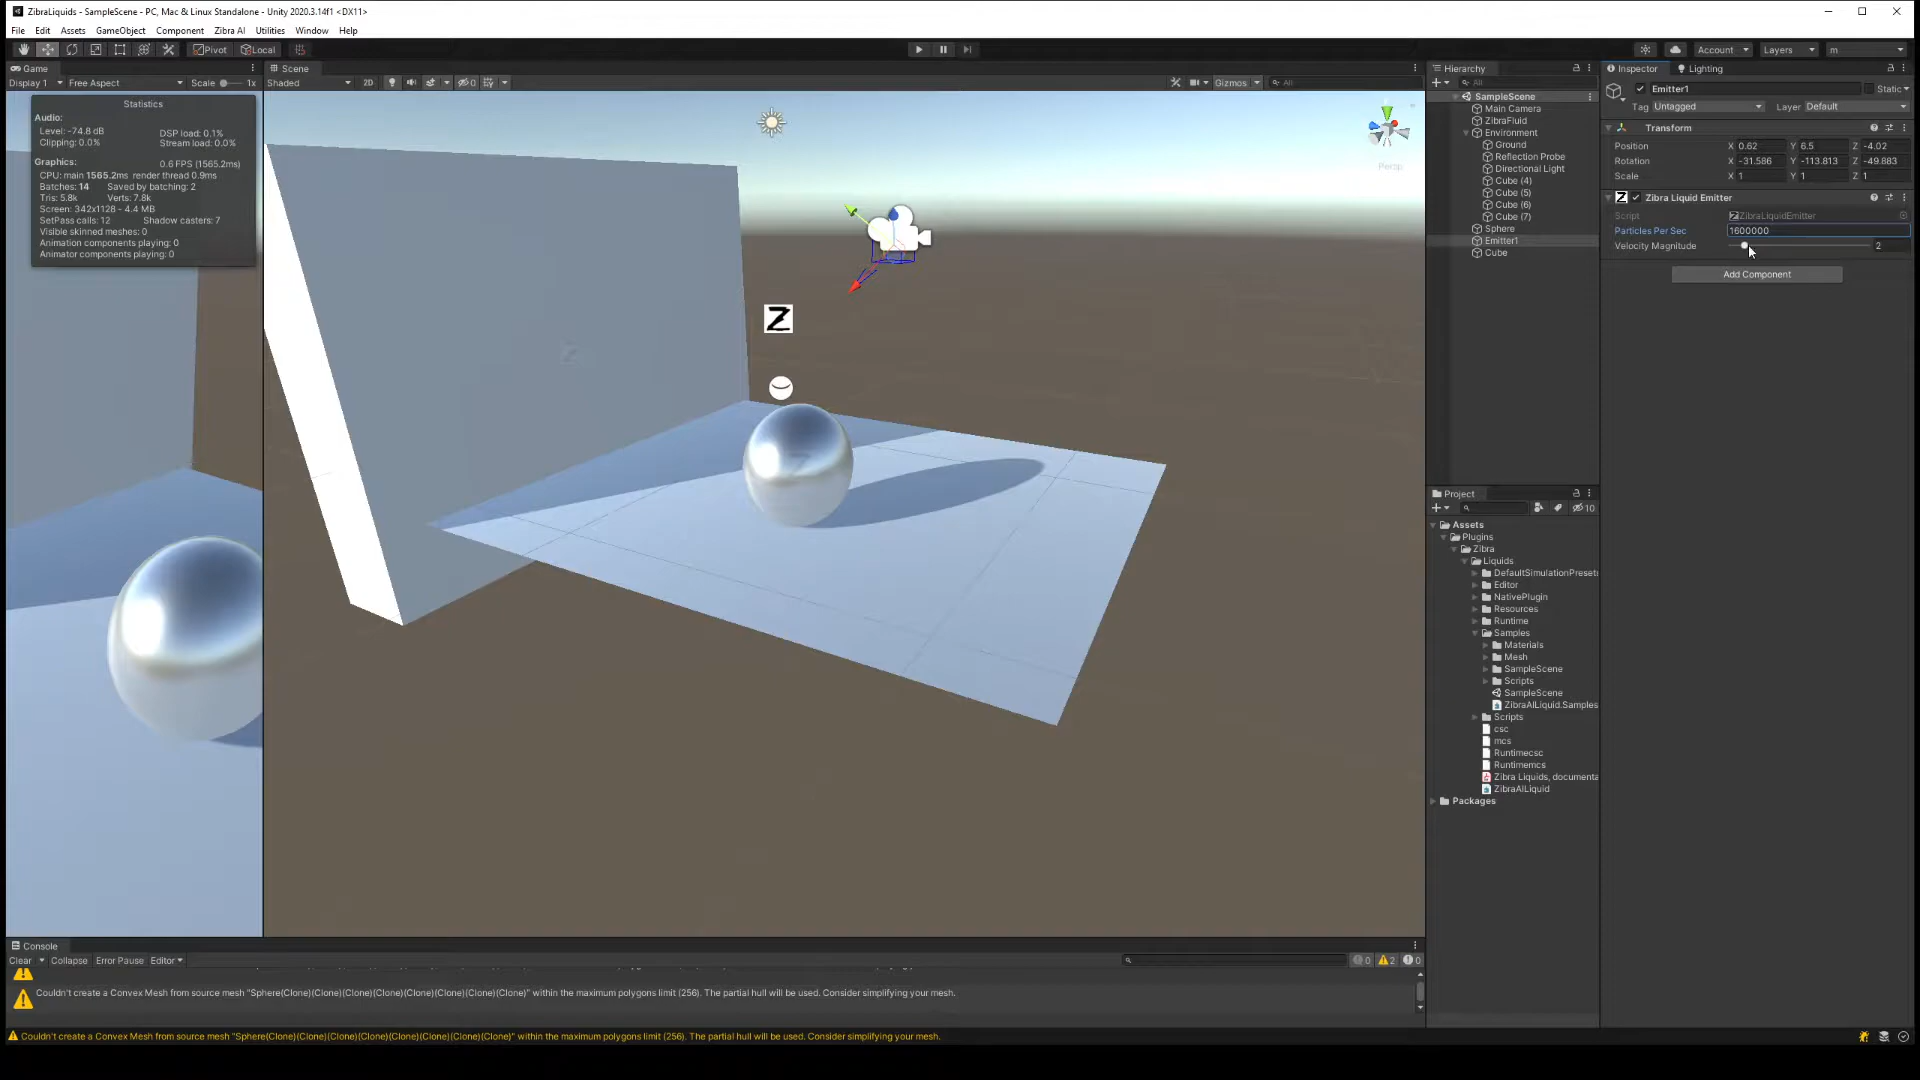 ZibraLiquids - SampleScene - PC, Mac & Linux Standalone - Unity 2020.3.14f1 <DX11>
File Edit Assets GameObject Component Zibra AI Utilities Window Help
Pivot Local Account Layers m
Game
Display 1 Free Aspect Scale 1x
Statistics
Audio:
Level: -74.8 dB DSP load: 0.1%
Clipping: 0.0% Stream load: 0.0%
Graphics: 0.6 FPS (1565.2ms)
CPU: main 1565.2ms render thread 0.9ms
Batches: 14 Saved by batching: 2
Tris: 5.8k Verts: 7.8k
Screen: 342x1128 - 4.4 MB
SetPass calls: 12 Shadow casters: 7
Visible skinned meshes: 0
Animation components playing: 0
Animator components playing: 0
Scene
Shaded 2D 0 Gizmos All
Persp
Z
Hierarchy
All
SampleScene
Main Camera
ZibraFluid
Environment
Ground
Reflection Probe
Directional Light
Cube (4)
Cube (5)
Cube (6)
Cube (7)
Sphere
Emitter1
Cube
Project
10
Assets
Plugins
Zibra
Liquids
DefaultSimulationPresets
Editor
NativePlugin
Resources
Runtime
Samples
Materials
Mesh
SampleScene
Scripts
SampleScene
ZibraAILiquid.Samples
Scripts
csc
mcs
Runtimecsc
Runtimemcs
Zibra Liquids, documenta
ZibraAILiquid
Packages
Inspector Lighting
Emitter1 Static
Tag Untagged Layer Default
Transform
Position X 0.62 Y 6.5 Z -4.02
Rotation X -31.586 Y -113.813 Z -49.883
Scale X 1 Y 1 Z 1
Z Zibra Liquid Emitter
Script ZibraLiquidEmitter
Particles Per Sec 1600000
Velocity Magnitude 2
Add Component
Console
Clear Collapse Error Pause Editor 0 2 0
Couldn't create a Convex Mesh from source mesh "Sphere(Clone)(Clone)(Clone)(Clone)(Clone)(Clone)(Clone)(Clone)" within the maximum polygons limit (256). The partial hull will be used. Consider simplifying your mesh.
Couldn't create a Convex Mesh from source mesh "Sphere(Clone)(Clone)(Clone)(Clone)(Clone)(Clone)(Clone)(Clone)" within the maximum polygons limit (256). The partial hull will be used. Consider simplifying your mesh.